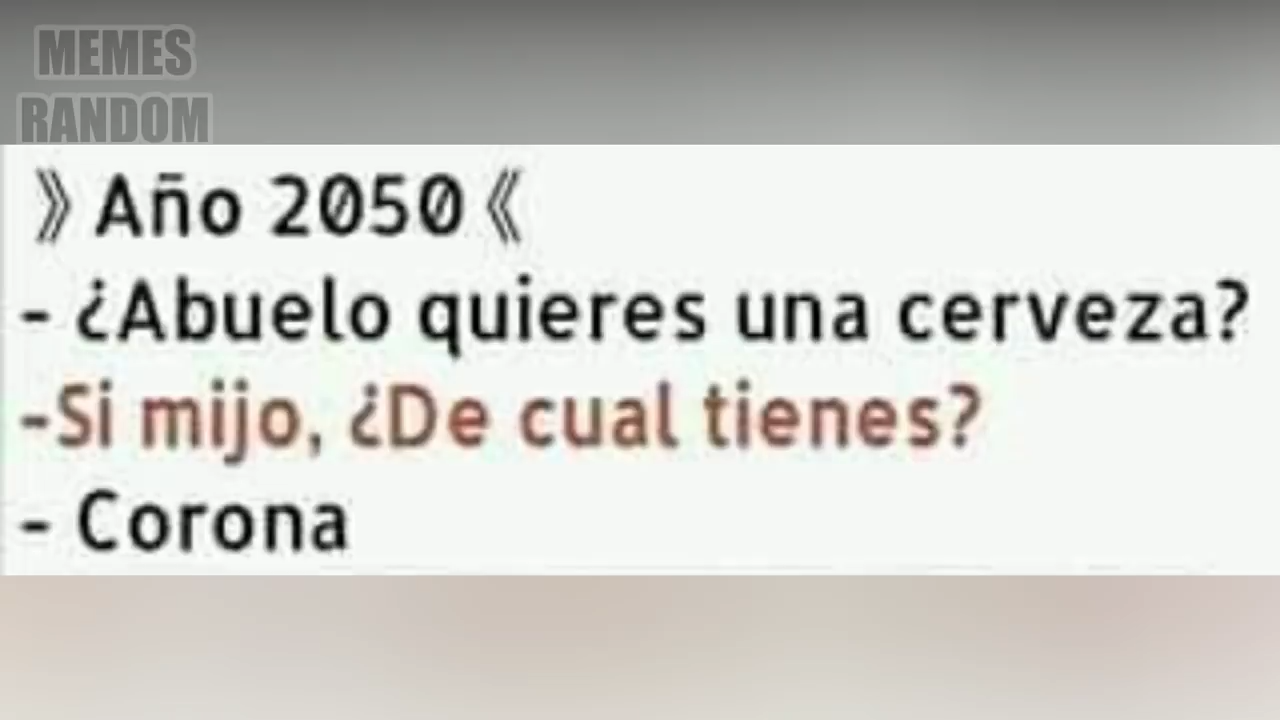 MEMES
RANDOM
》Año 2050《
- ¿Abuelo quieres una cerveza?
-Si mijo, ¿De cual tienes?
- Corona